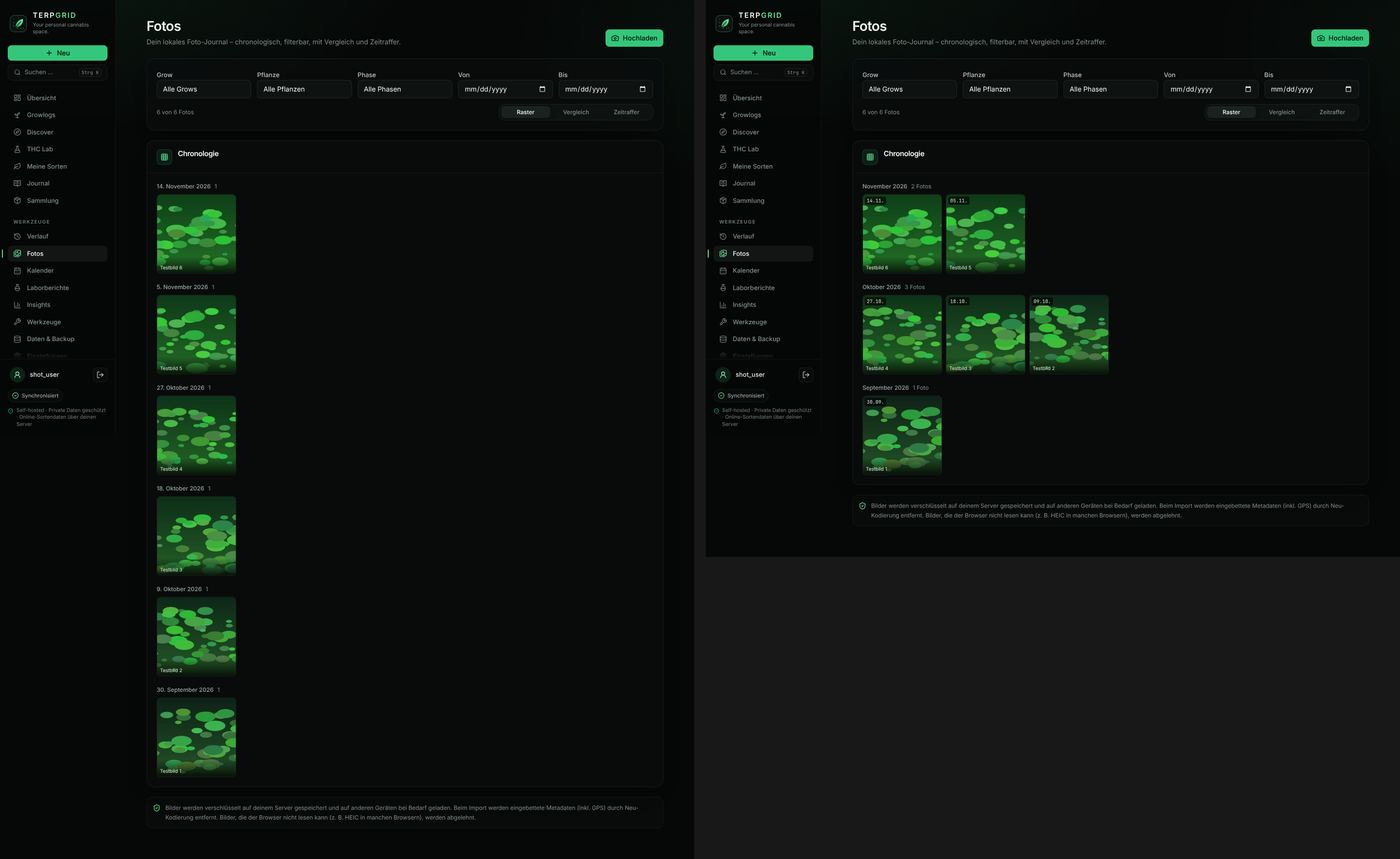 TERPGRID
Your personal cannabis
space.
Neu
Suchen ... Strg K
Übersicht
Growlogs
Discover
THC Lab
Meine Sorten
Journal
Sammlung
WERKZEUGE
Verlauf
Fotos
Kalender
Laborberichte
Insights
Werkzeuge
Daten & Backup
Einstellungen
shot_user
Synchronisiert
Self-hosted · Private Daten geschützt
· Online-Sortendaten über deinen
Server
Fotos
Dein lokales Foto-Journal – chronologisch, filterbar, mit Vergleich und Zeitraffer.
Hochladen
Grow Pflanze Phase Von Bis
Alle Grows Alle Pflanzen Alle Phasen mm/dd/yyyy mm/dd/yyyy
6 von 6 Fotos Raster Vergleich Zeitraffer
Chronologie
14. November 2026 1
Testbild 6
5. November 2026 1
Testbild 5
27. Oktober 2026 1
Testbild 4
18. Oktober 2026 1
Testbild 3
9. Oktober 2026 1
Testbild 2
30. September 2026 1
Testbild 1
Bilder werden verschlüsselt auf deinem Server gespeichert und auf anderen Geräten bei Bedarf geladen. Beim Import werden eingebettete Metadaten (inkl. GPS) durch Neu-
Kodierung entfernt. Bilder, die der Browser nicht lesen kann (z. B. HEIC in manchen Browsern), werden abgelehnt.
TERPGRID
Your personal cannabis
space.
Neu
Suchen ... Strg K
Übersicht
Growlogs
Discover
THC Lab
Meine Sorten
Journal
Sammlung
WERKZEUGE
Verlauf
Fotos
Kalender
Laborberichte
Insights
Werkzeuge
Daten & Backup
Einstellungen
shot_user
Synchronisiert
Self-hosted · Private Daten geschützt
· Online-Sortendaten über deinen
Server
Fotos
Dein lokales Foto-Journal – chronologisch, filterbar, mit Vergleich und Zeitraffer.
Hochladen
Grow Pflanze Phase Von Bis
Alle Grows Alle Pflanzen Alle Phasen mm/dd/yyyy mm/dd/yyyy
6 von 6 Fotos Raster Vergleich Zeitraffer
Chronologie
November 2026 2 Fotos
14.11. 05.11.
Testbild 6 Testbild 5
Oktober 2026 3 Fotos
27.10. 18.10. 09.10.
Testbild 4 Testbild 3 Testbild 2
September 2026 1 Foto
30.09.
Testbild 1
Bilder werden verschlüsselt auf deinem Server gespeichert und auf anderen Geräten bei Bedarf geladen. Beim Import werden eingebettete Metadaten (inkl. GPS) durch Neu-
Kodierung entfernt. Bilder, die der Browser nicht lesen kann (z. B. HEIC in manchen Browsern), werden abgelehnt.